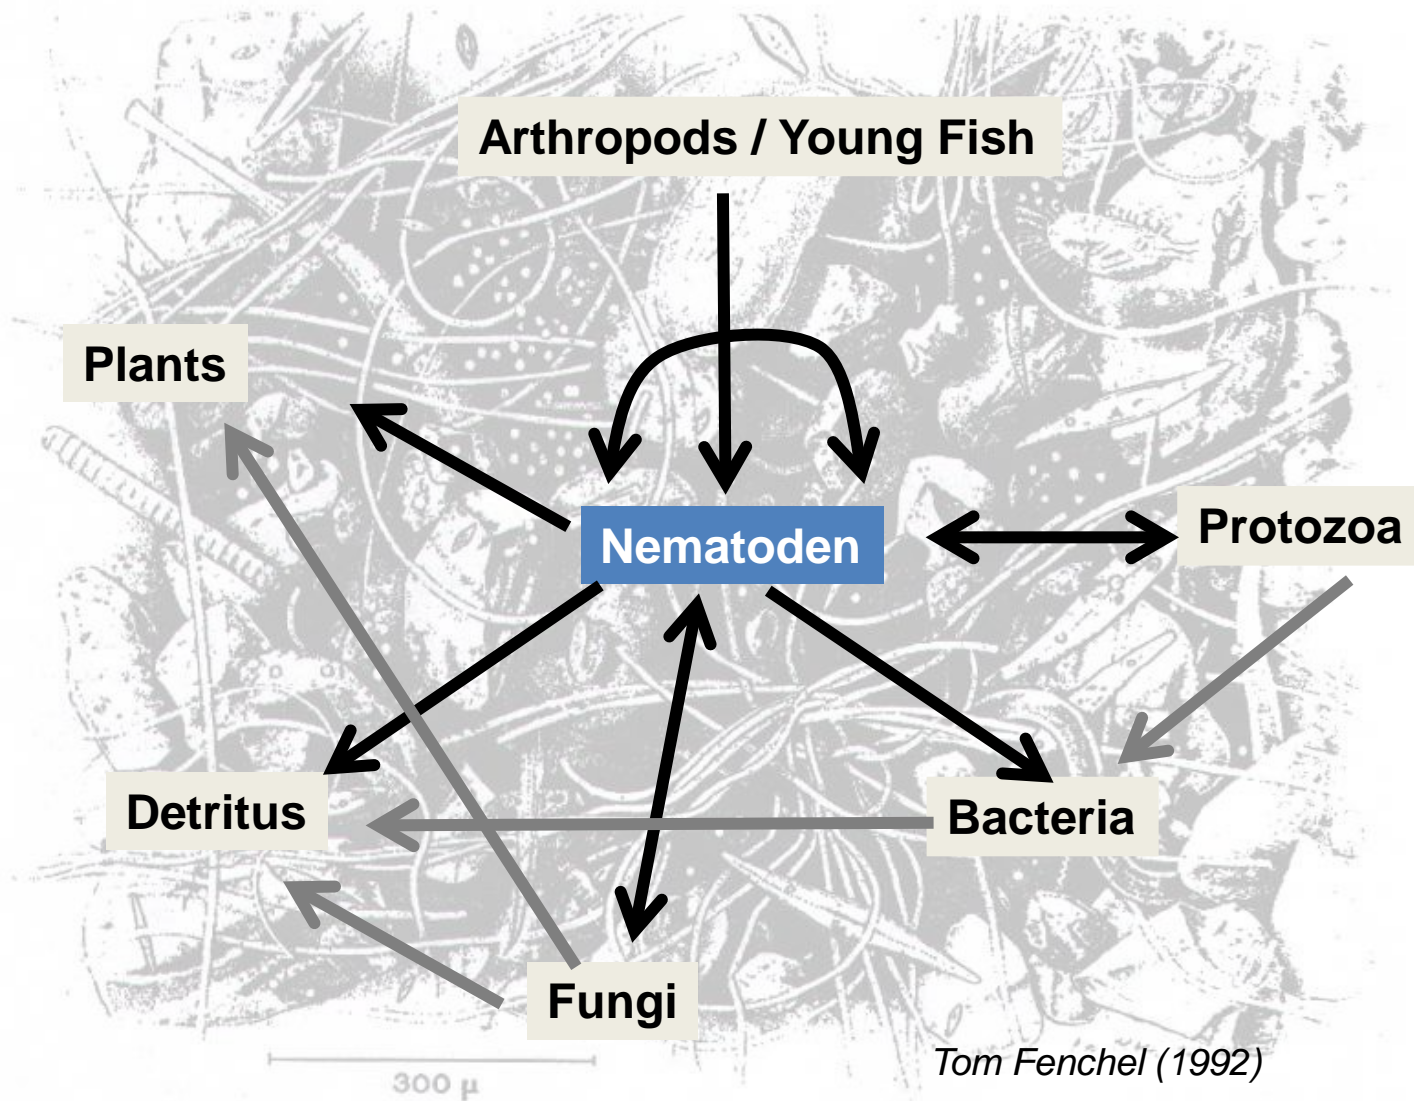 Arthropods / Young Fish
Plants
Nematoden
Protozoa
Detritus
Bacteria
Fungi
Tom Fenchel (1992)
300 µ